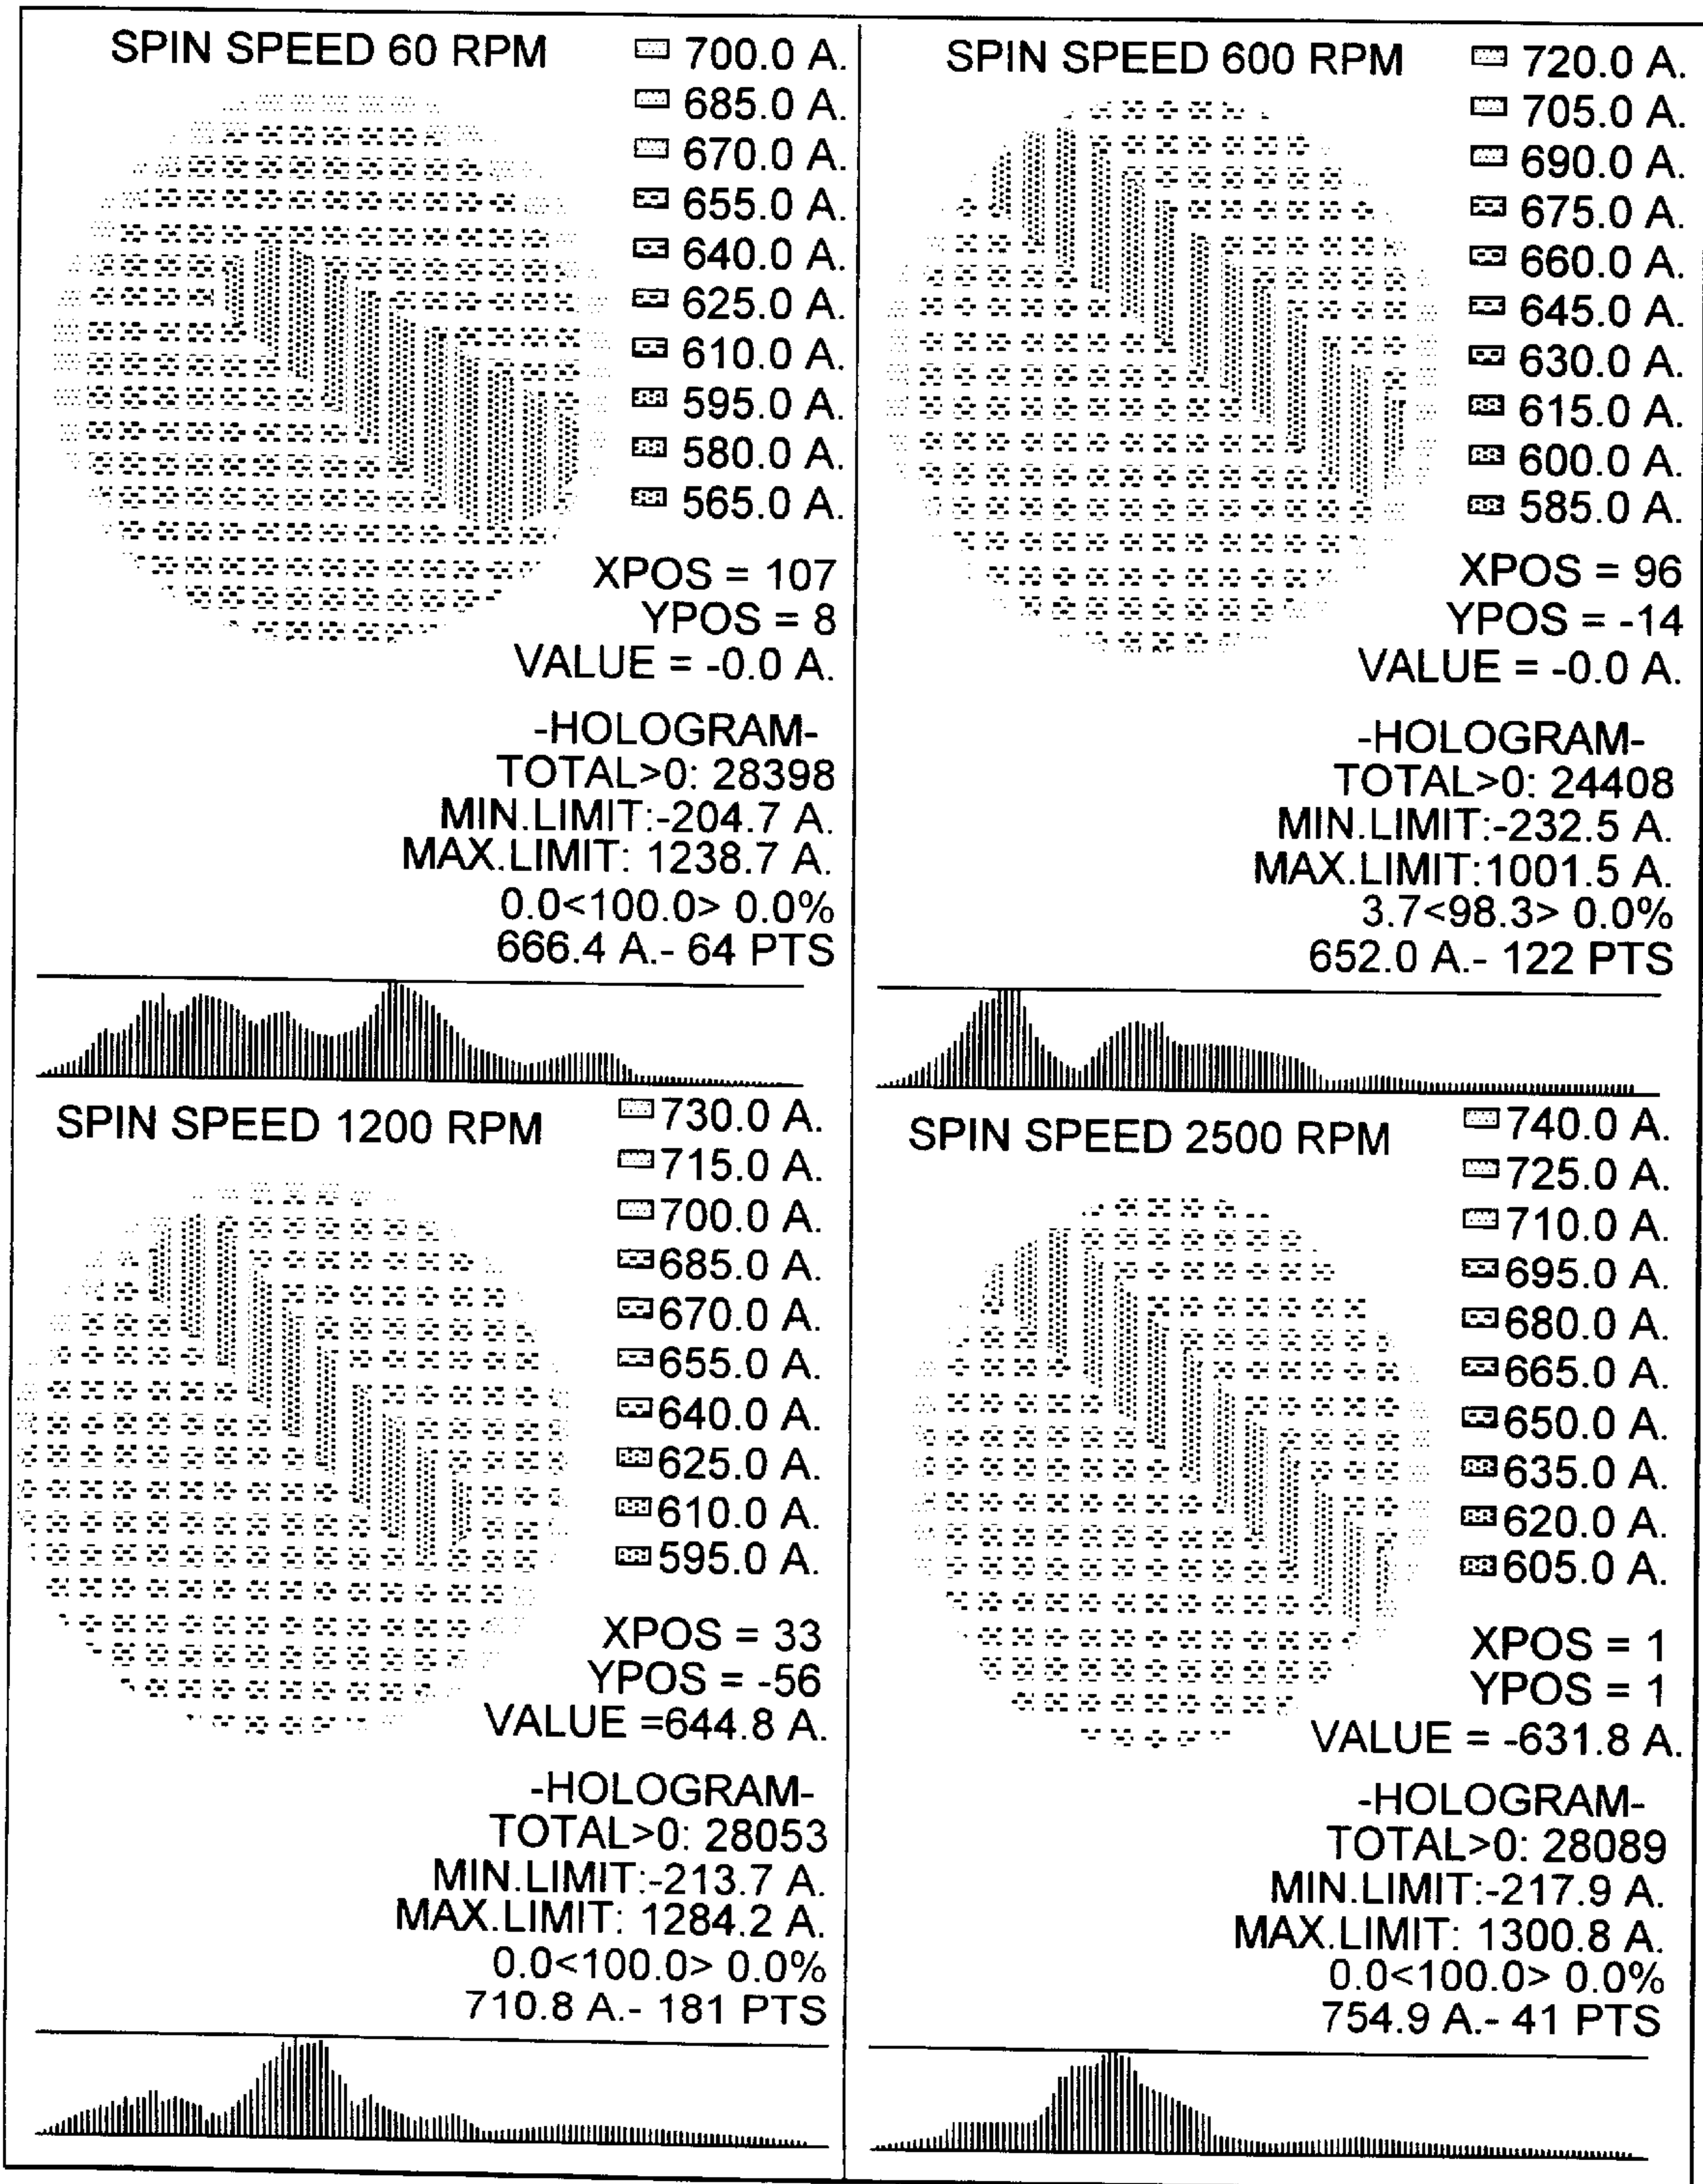 SPIN SPEED 60 RPM
700.0 A.
685.0 A.
670.0 A.
655.0 A.
640.0 A.
625.0 A.
610.0 A.
595.0 A.
580.0 A.
565.0 A.
XPOS = 107
YPOS = 8
VALUE = -0.0 A.
-HOLOGRAM-
TOTAL>0: 28398
MIN.LIMIT:-204.7 A.
MAX.LIMIT: 1238.7 A.
0.0<100.0> 0.0%
666.4 A.- 64 PTS
SPIN SPEED 600 RPM
720.0 A.
705.0 A.
690.0 A.
675.0 A.
660.0 A.
645.0 A.
630.0 A.
615.0 A.
600.0 A.
585.0 A.
XPOS = 96
YPOS = -14
VALUE = -0.0 A.
-HOLOGRAM-
TOTAL>0: 24408
MIN.LIMIT:-232.5 A.
MAX.LIMIT:1001.5 A.
3.7<98.3> 0.0%
652.0 A.- 122 PTS
SPIN SPEED 1200 RPM
730.0 A.
715.0 A.
700.0 A.
685.0 A.
670.0 A.
655.0 A.
640.0 A.
625.0 A.
610.0 A.
595.0 A.
XPOS = 33
YPOS = -56
VALUE =644.8 A.
-HOLOGRAM-
TOTAL>0: 28053
MIN.LIMIT:-213.7 A.
MAX.LIMIT: 1284.2 A.
0.0<100.0> 0.0%
710.8 A.- 181 PTS
SPIN SPEED 2500 RPM
740.0 A.
725.0 A.
710.0 A.
695.0 A.
680.0 A.
665.0 A.
650.0 A.
635.0 A.
620.0 A.
605.0 A.
XPOS = 1
YPOS = 1
VALUE = -631.8 A.
-HOLOGRAM-
TOTAL>0: 28089
MIN.LIMIT:-217.9 A.
MAX.LIMIT: 1300.8 A.
0.0<100.0> 0.0%
754.9 A.- 41 PTS